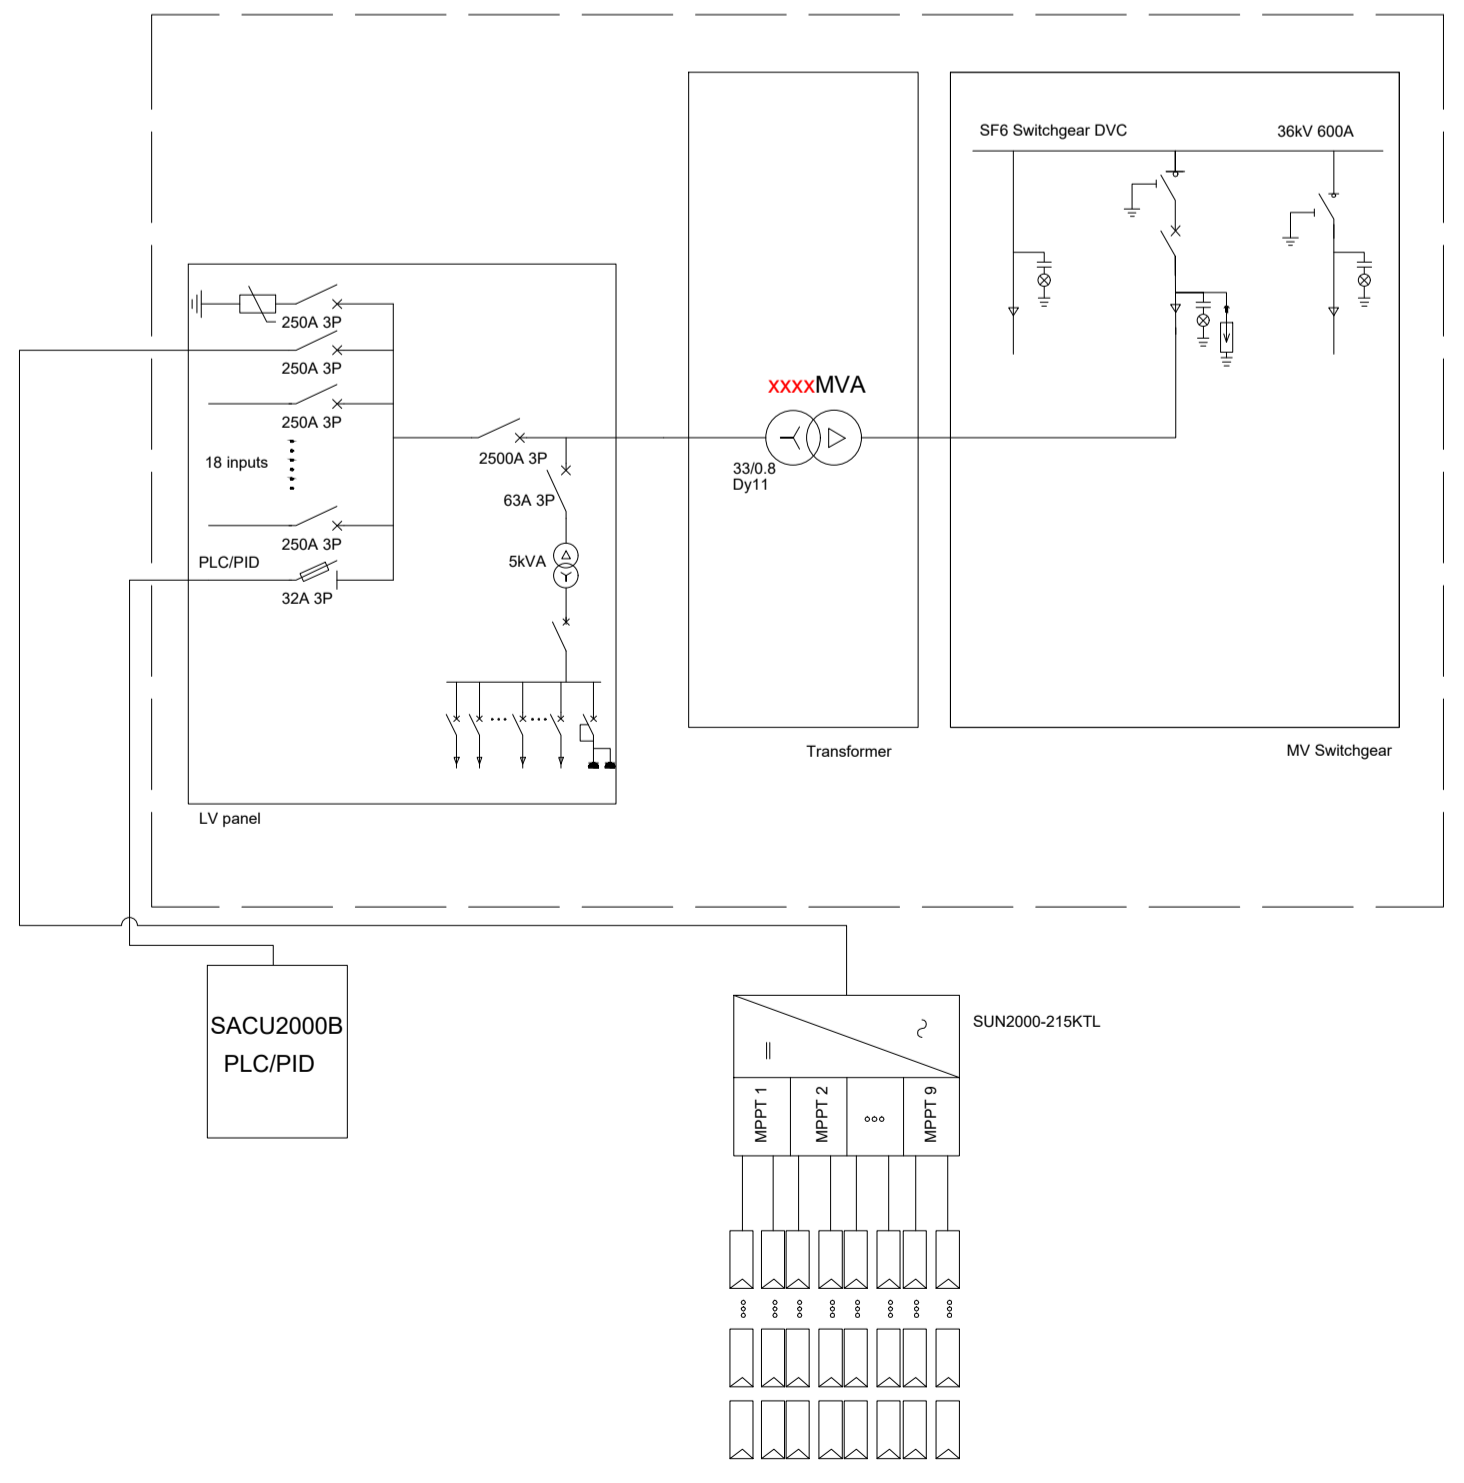 SF6 Switchgear DVC
36kV 600A
250A 3P
250A 3P
250A 3P
18 inputs
250A 3P
PLC/PID
32A 3P
2500A 3P
63A 3P
5kVA
LV panel
xxxxMVA
33/0.8
Dy11
Transformer
MV Switchgear
SACU2000B
PLC/PID
SUN2000-215KTL
MPPT 1
MPPT 2
MPPT 9